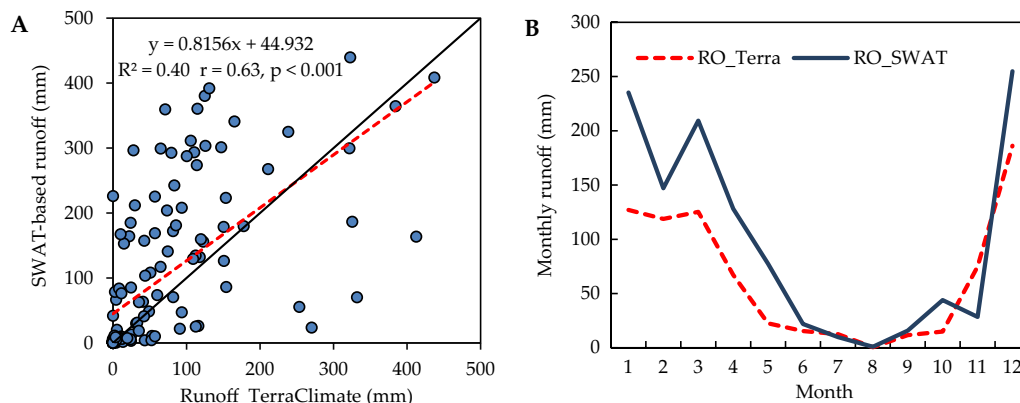 A
y = 0.8156x + 44.932
R² = 0.40 r = 0.63, p < 0.001
SWAT-based runoff (mm)
500
400
300
200
100
0
0 100 200 300 400 500
Runoff_TerraClimate (mm)
B
RO_Terra RO_SWAT
Monthly runoff (mm)
300
250
200
150
100
50
0
1 2 3 4 5 6 7 8 9 10 11 12
Month